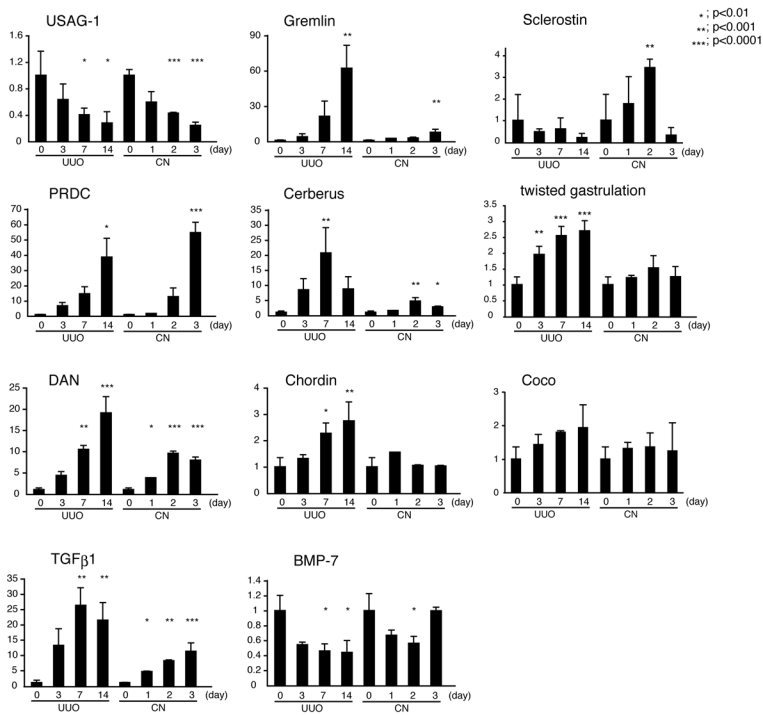 USAG-1
Gremlin
Sclerostin
*; p<0.01
**; p<0.001
***; p<0.0001
1.6
1.2
0.8
0.4
0
* * *** ***
0 3 7 14 0 1 2 3 (day)
UUO CN
90
60
30
0
** **
0 3 7 14 0 1 2 3 (day)
UUO CN
5
4
3
2
1
0
**
0 3 7 14 0 1 2 3 (day)
UUO CN
PRDC
Cerberus
twisted gastrulation
70
60
50
40
30
20
10
0
* ***
0 3 7 14 0 1 2 3 (day)
UUO CN
35
30
25
20
15
10
5
0
** ** *
0 3 7 14 0 1 2 3 (day)
UUO CN
3.5
3
2.5
2
1.5
1
0.5
0
** *** ***
0 3 7 14 0 1 2 3 (day)
UUO CN
DAN
Chordin
Coco
25
20
15
10
5
0
** *** * *** ***
0 3 7 14 0 1 2 3 (day)
UUO CN
4
3
2
1
0
* **
0 3 7 14 0 1 2 3 (day)
UUO CN
3
2
1
0
0 3 7 14 0 1 2 3 (day)
UUO CN
TGFβ1
BMP-7
35
30
25
20
15
10
5
0
** ** * ** ***
0 3 7 14 0 1 2 3 (day)
UUO CN
1.4
1.2
1
0.8
0.6
0.4
0.2
0
* * *
0 3 7 14 0 1 2 3 (day)
UUO CN